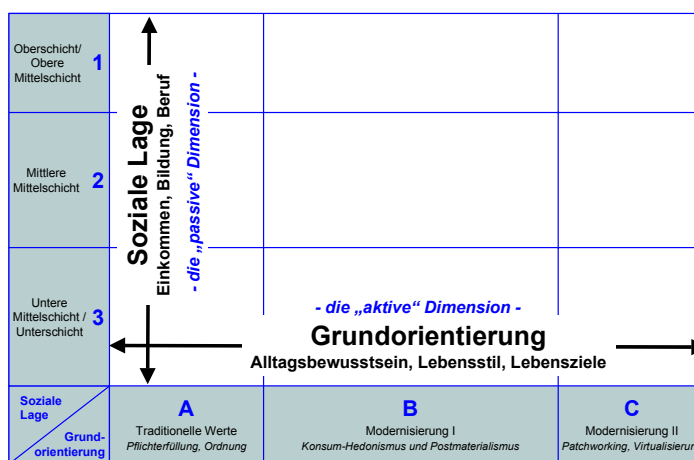 Oberschicht/
Obere
Mittelschicht
1
Mittlere
Mittelschicht
2
Untere
Mittelschicht /
Unterschicht
3
Soziale Lage
Einkommen, Bildung, Beruf
- die „passive“ Dimension -
- die „aktive“ Dimension -
Grundorientierung
Alltagsbewusstsein, Lebensstil, Lebensziele
Soziale
Lage
Grund-
orientierung
A
Traditionelle Werte
Pflichterfüllung, Ordnung
B
Modernisierung I
Konsum-Hedonismus und Postmaterialismus
C
Modernisierung II
Patchworking, Virtualisierun